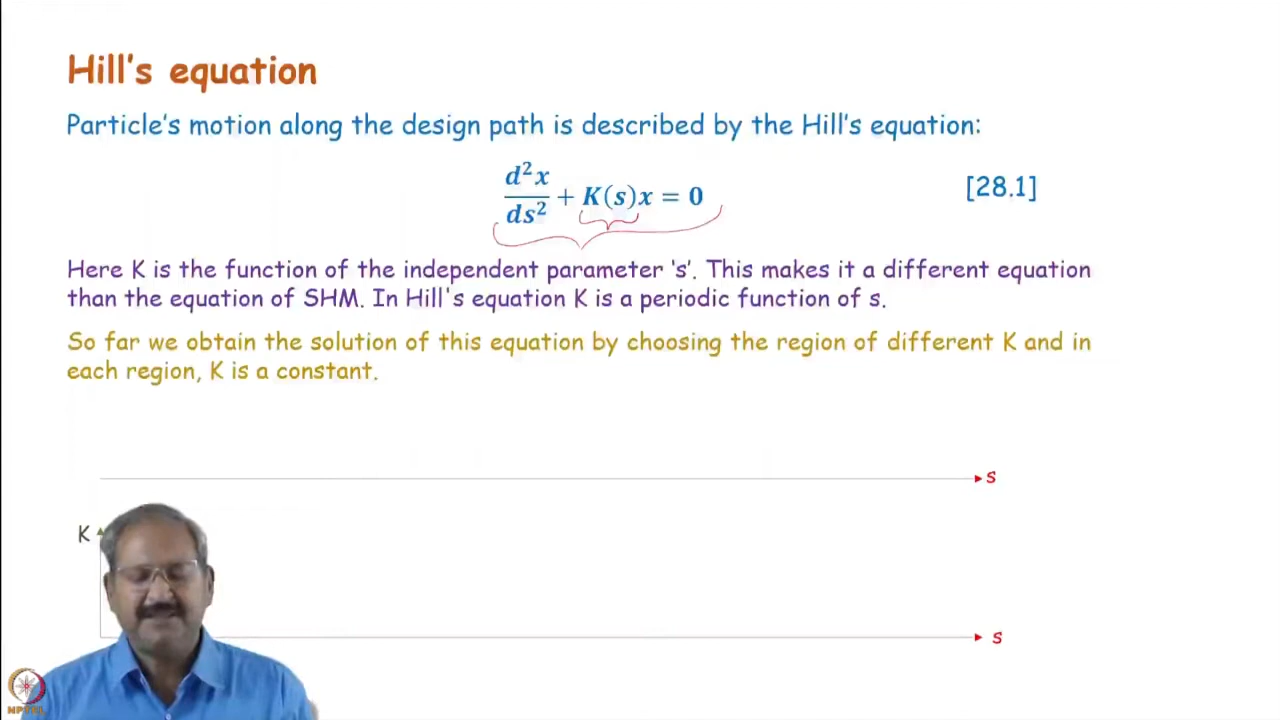 Hill's equation
Particle's motion along the design path is described by the Hill's equation:
d²x/ds² + K(s)x = 0 [28.1]
Here K is the function of the independent parameter 's'. This makes it a different equation
than the equation of SHM. In Hill's equation K is a periodic function of s.
So far we obtain the solution of this equation by choosing the region of different K and in
each region, K is a constant.
s
K
s
NPTEL